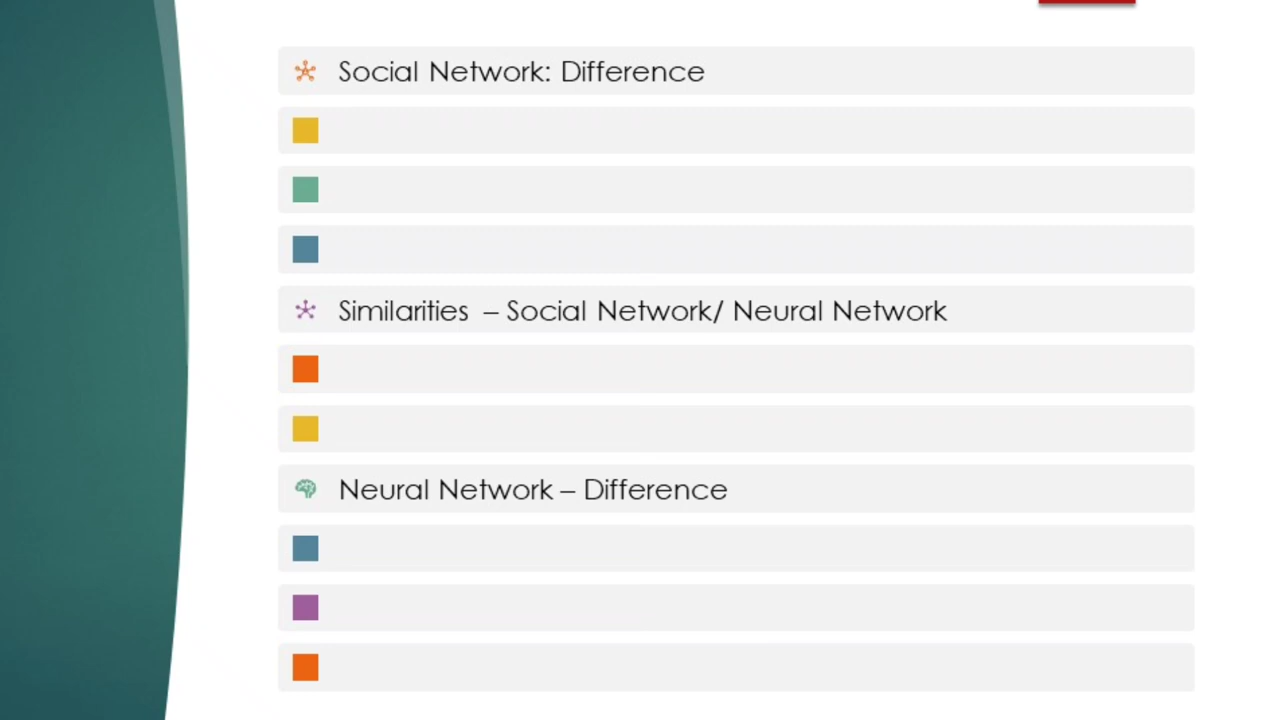 Social Network: Difference
Similarities – Social Network/ Neural Network
Neural Network – Difference